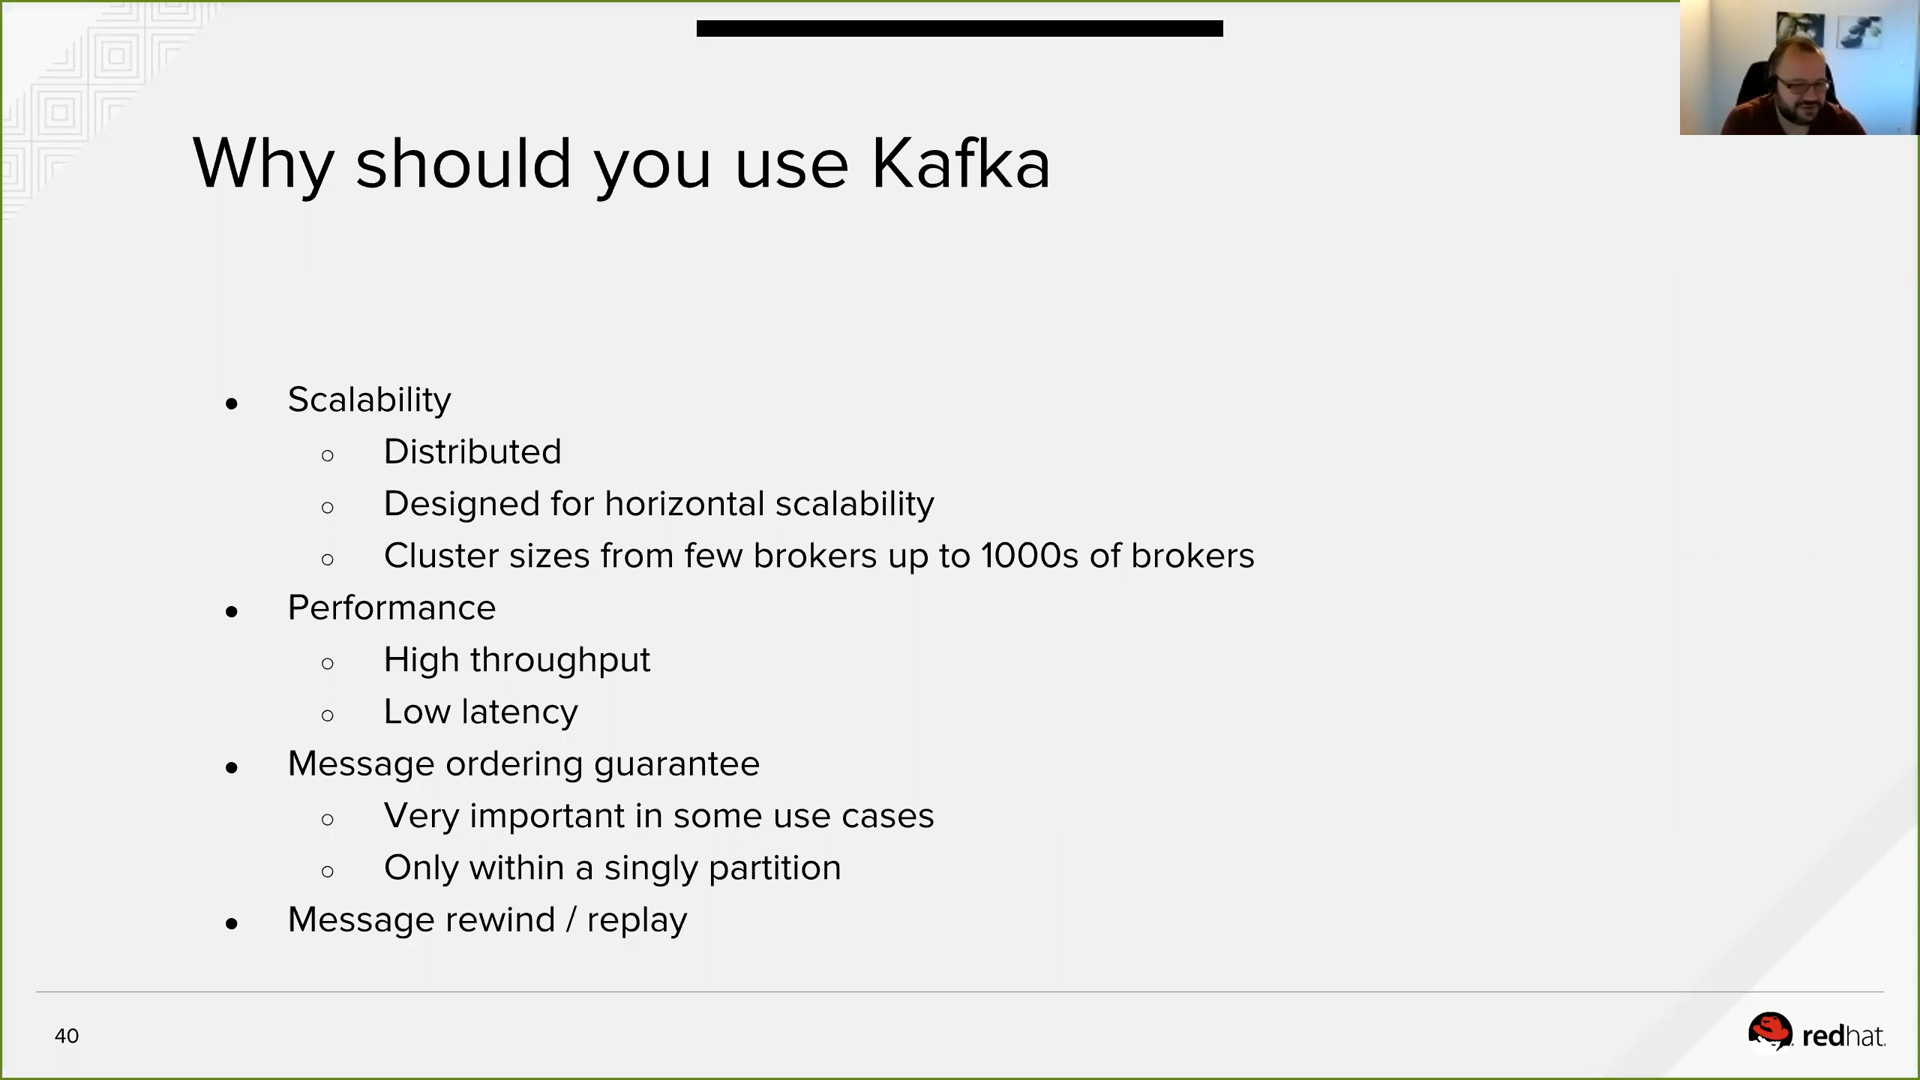 Why should you use Kafka
● Scalability
○ Distributed
○ Designed for horizontal scalability
○ Cluster sizes from few brokers up to 1000s of brokers
● Performance
○ High throughput
○ Low latency
● Message ordering guarantee
○ Very important in some use cases
○ Only within a singly partition
● Message rewind / replay
40
redhat.